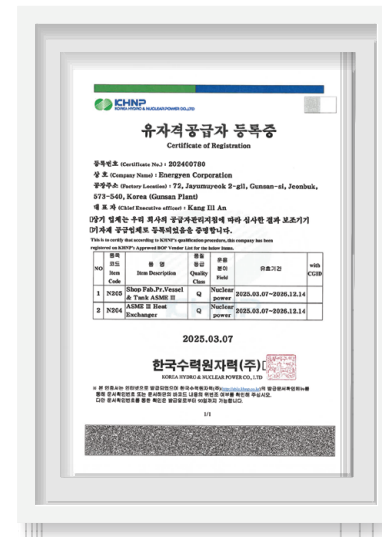 KHNP
KOREA HYDRO & NUCLEAR POWER CO., LTD
유자격공급자 등록증
Certificate of Registration
등록번호 (Certificate No.) : 202400780
상 호 (Company Name) : Energyen Corporation
공장주소 (Factory Location) : 72, Jayumuyeok 2-gil, Gunsan-si, Jeonbuk,
573-540, Korea (Gunsan Plant)
대 표 자 (Chief Executive officer) : Kang Ill An
상기 업체는 우리 회사의 공급자관리지침에 따라 심사한 결과 보조기기
기자재 공급업체로 등록되었음을 증명합니다.
This is to certify that according to KHNP's qualification procedure, this company has been
registered on KHNP's Approved BOP Vendor List for the below items.
NO 등록코드 Item Code 품 명 Item Description 품질등급 Quality Class 운용분야 Field 유효기간 with CGID
1 N205 Shop Fab.Pr.Vessel & Tank ASME III Q Nuclear power 2025.03.07~2026.12.14
2 N204 ASME III Heat Exchanger Q Nuclear power 2025.03.07~2026.12.14
2025.03.07
한국수력원자력(주)
KOREA HYDRO & NUCLEAR POWER CO., LTD
1/1